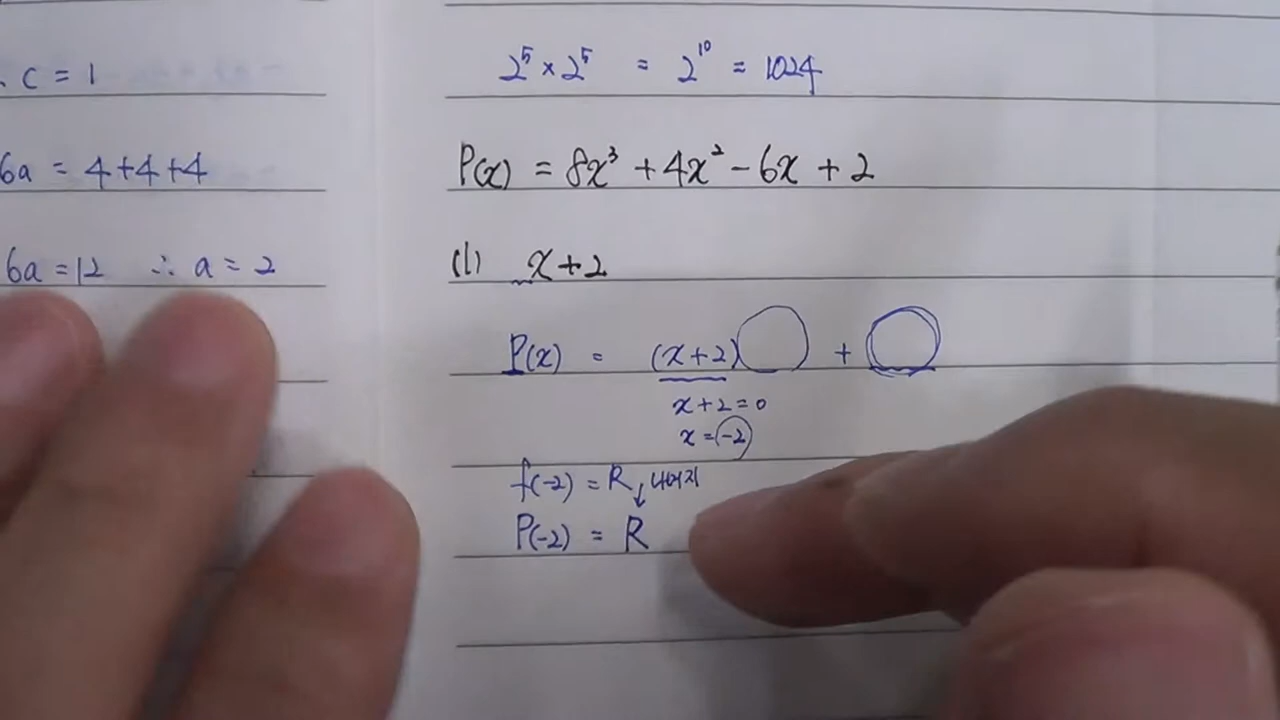 c = 1
6a = 4+4+4
6a = 12 ∴ a = 2
2⁵ × 2⁵ = 2¹⁰ = 1024
P(x) = 8x³ + 4x² - 6x + 2
(1) x+2
P(x) = (x+2)◯ + ◯
x+2=0
x = -2
f(-2) = R↓ 나머지
P(-2) = R